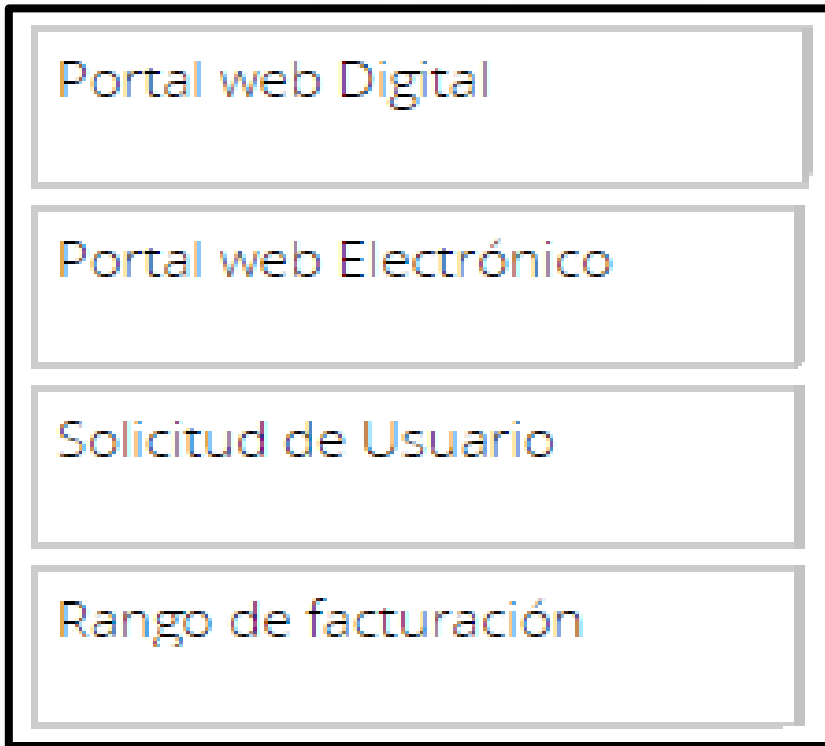 Portal web Digital
Portal web Electrónico
Solicitud de Usuario
Rango de facturación